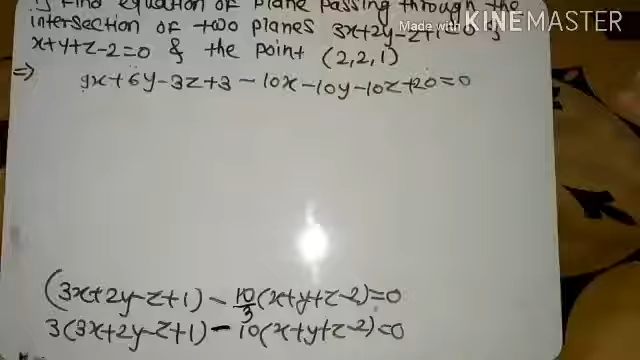 1) Find equation of plane passing through the
intersection of two planes 3x+2y-z+1=0 &
x+y+z-2=0 & the point (2,2,1)
Made with KINEMASTER
⇒ 9x+6y-3z+3-10x-10y-10z+20=0
(3x+2y-z+1)-10/3(x+y+z-2)=0
3(3x+2y-z+1)-10(x+y+z-2)=0